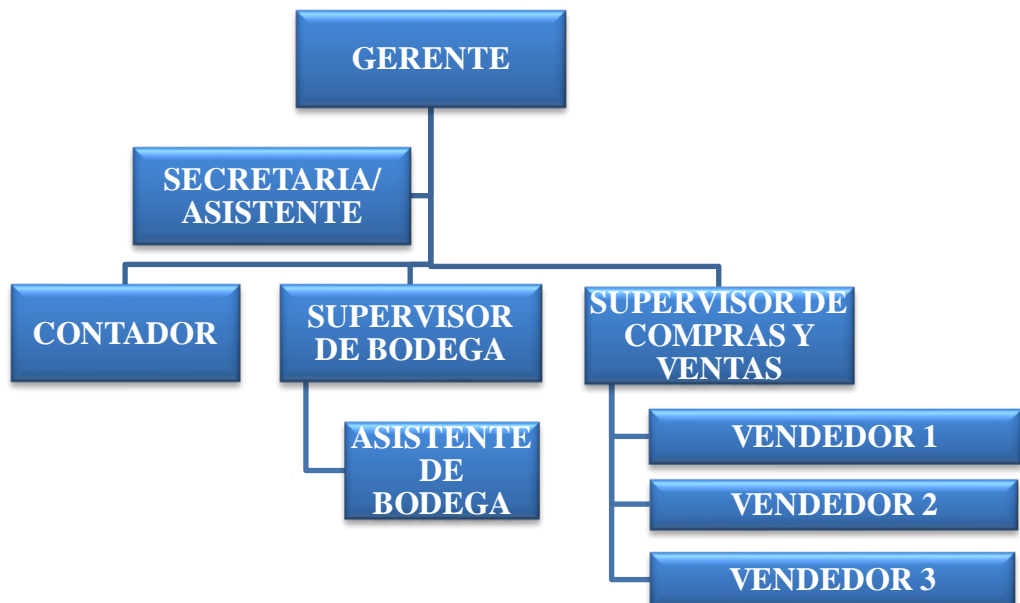 GERENTE
SECRETARIA/
ASISTENTE
CONTADOR
SUPERVISOR
DE BODEGA
SUPERVISOR DE
COMPRAS Y
VENTAS
ASISTENTE
DE
BODEGA
VENDEDOR 1
VENDEDOR 2
VENDEDOR 3